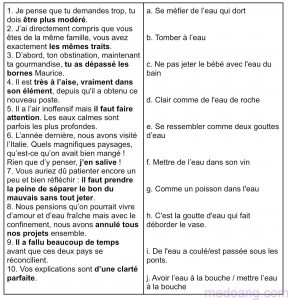 1. Je pense que tu demandes trop, tu
dois être plus modéré.
2. J'ai directement compris que vous
êtes de la même famille, vous avez
exactement les mêmes traits.
3. D'abord, ton obstination, maintenant
ta gourmandise, tu as dépassé les
bornes Maurice.
4. Il est très à l'aise, vraiment dans
son élément, depuis qu'il a obtenu ce
nouveau poste.
5. Il a l'air inoffensif mais il faut faire
attention. Les eaux calmes sont
parfois les plus profondes.
6. L'année dernière, nous avons visité
l'Italie. Quels magnifiques paysages,
qu'est-ce qu'on avait bien mangé !
Rien que d'y penser, j'en salive !
7. Vous auriez dû patienter encore un
peu et bien réfléchir : il faut prendre
la peine de séparer le bon du
mauvais sans tout jeter.
8. Nous pensions qu'on pourrait vivre
d'amour et d'eau fraîche mais avec le
confinement, nous avons annulé tous
nos projets ensemble.
9. Il a fallu beaucoup de temps
avant que ces deux pays se
réconcilient.
10. Vos explications sont d'une clarté
parfaite.
a. Se méfier de l'eau qui dort
b. Tomber à l'eau
c. Ne pas jeter le bébé avec l'eau du
bain
d. Clair comme de l'eau de roche
e. Se ressembler comme deux gouttes
d'eau
f. Mettre de l'eau dans son vin
g. Comme un poisson dans l'eau
h. C'est la goutte d'eau qui fait
déborder le vase.
i. De l'eau a coulé/est passée sous les
ponts.
j. Avoir l'eau à la bouche / mettre l'eau
à la bouche